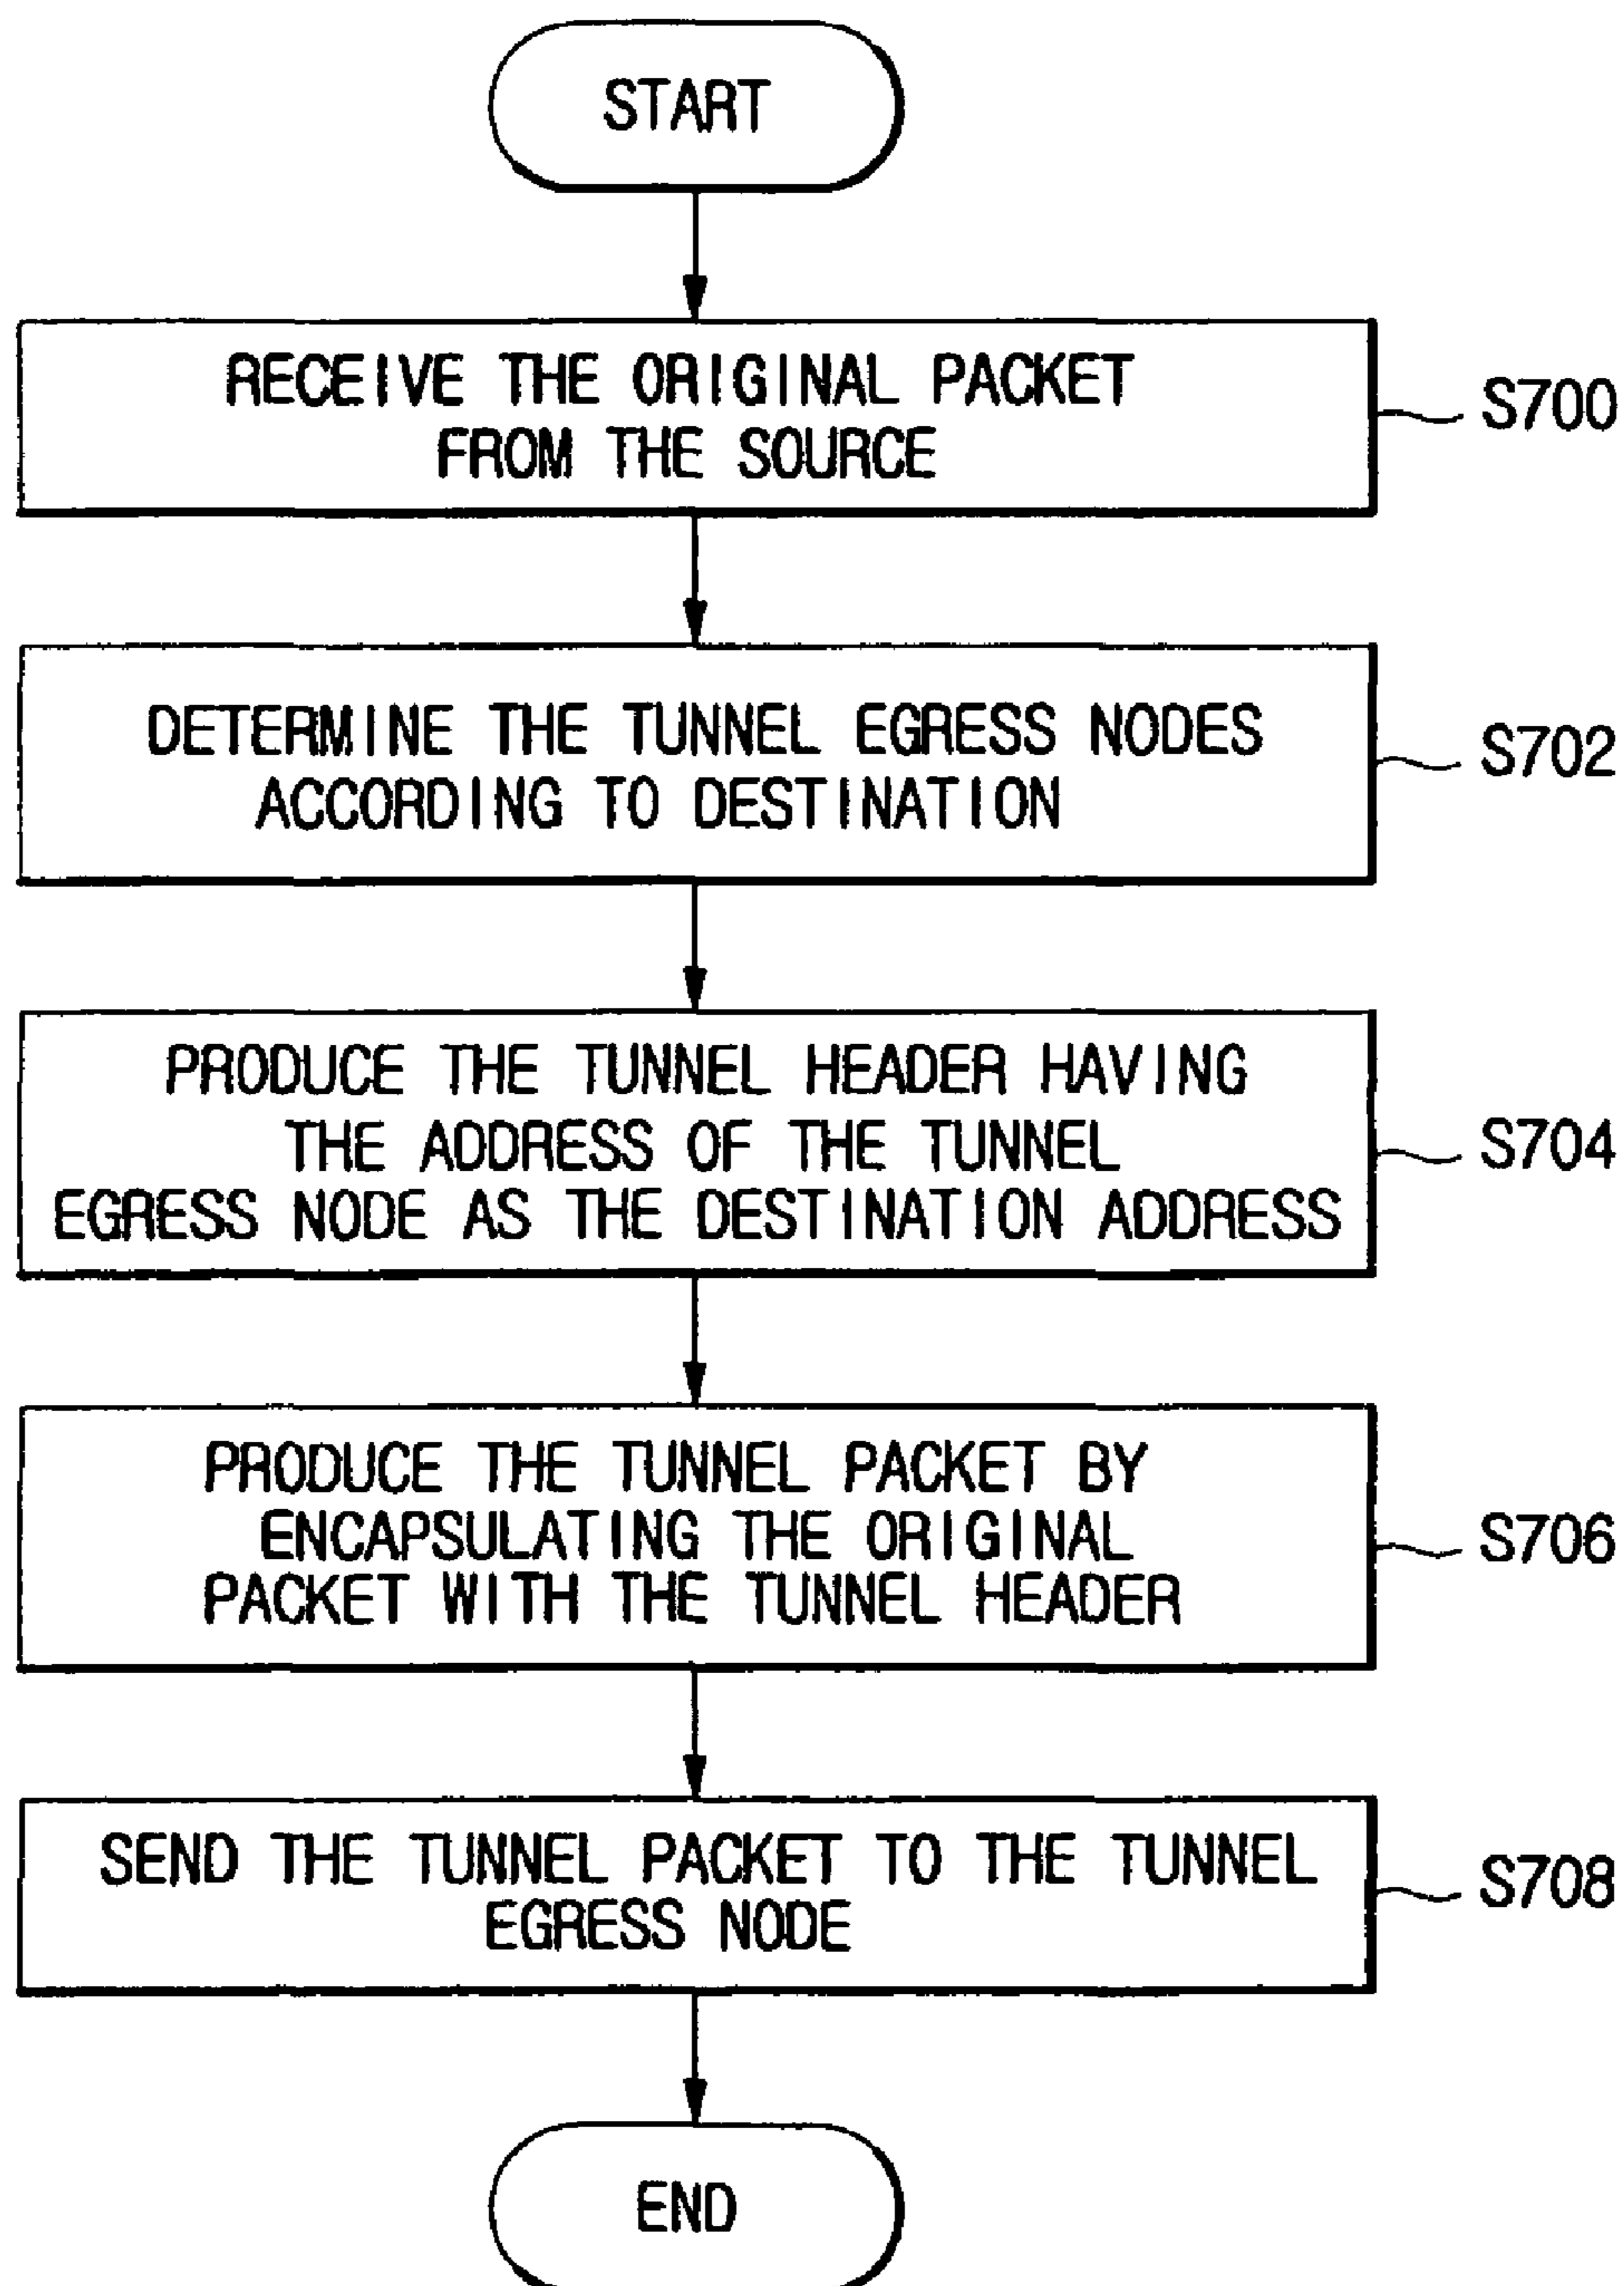 START
RECEIVE THE ORIGINAL PACKET
FROM THE SOURCE
S700
DETERMINE THE TUNNEL EGRESS NODES
ACCORDING TO DESTINATION
S702
PRODUCE THE TUNNEL HEADER HAVING
THE ADDRESS OF THE TUNNEL
EGRESS NODE AS THE DESTINATION ADDRESS
S704
PRODUCE THE TUNNEL PACKET BY
ENCAPSULATING THE ORIGINAL
PACKET WITH THE TUNNEL HEADER
S706
SEND THE TUNNEL PACKET TO THE TUNNEL
EGRESS NODE
S708
END